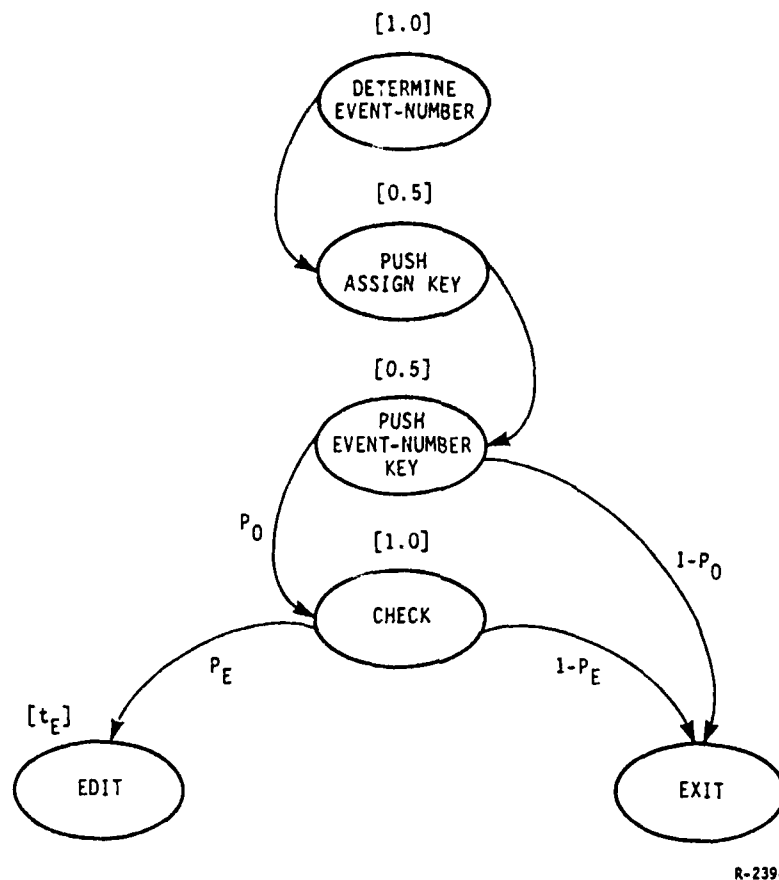 [1.0]
DETERMINE
EVENT-NUMBER
[0.5]
PUSH
ASSIGN KEY
[0.5]
PUSH
EVENT-NUMBER
KEY
P0
[1.0]
1-P0
CHECK
PE
1-PE
[tE]
EDIT
EXIT
R-239